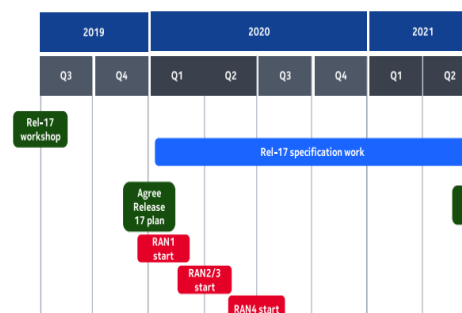 2019 2020 2021
Q3 Q4 Q1 Q2 Q3 Q4 Q1 Q2
Rel-17
workshop
Rel-17 specification work
Agree
Release
17 plan
RAN1
start
RAN2/3
start
RAN4 start